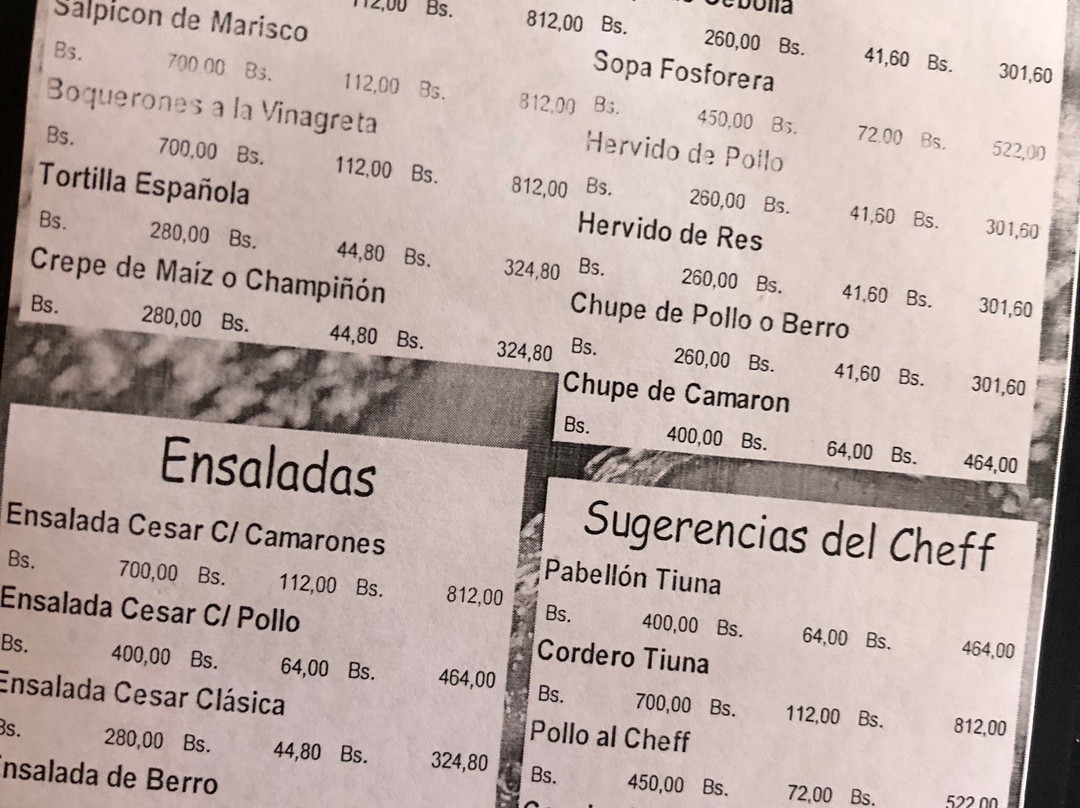 112,00 Bs. 812,00
Salpicon de Marisco
Bs. 700.00 Bs. 112,00 Bs. 812,00
Boquerones a la Vinagreta
Bs. 700,00 Bs. 112,00 Bs. 812,00
Tortilla Española
Bs. 280,00 Bs. 44,80 Bs. 324,80
Crepe de Maíz o Champiñón
Bs. 280,00 Bs. 44,80 Bs. 324,80
Ensaladas
Ensalada Cesar C/ Camarones
Bs. 700,00 Bs. 112,00 Bs. 812,00
Ensalada Cesar C/ Pollo
Bs. 400,00 Bs. 64,00 Bs. 464,00
Ensalada Cesar Clásica
Bs. 280,00 Bs. 44,80 Bs. 324,80
Ensalada de Berro
Cebolla
Bs. 260,00 Bs. 41,60 Bs. 301,60
Sopa Fosforera
Bs. 450,00 Bs. 72.00 Bs. 522,00
Hervido de Pollo
Bs. 260,00 Bs. 41,60 Bs. 301,60
Hervido de Res
Bs. 260,00 Bs. 41,60 Bs. 301,60
Chupe de Pollo o Berro
Bs. 260,00 Bs. 41,60 Bs. 301,60
Chupe de Camaron
Bs. 400,00 Bs. 64,00 Bs. 464,00
Sugerencias del Cheff
Pabellón Tiuna
Bs. 400,00 Bs. 64,00 Bs. 464,00
Cordero Tiuna
Bs. 700,00 Bs. 112,00 Bs. 812,00
Pollo al Cheff
Bs. 450,00 Bs. 72,00 Bs. 522,00